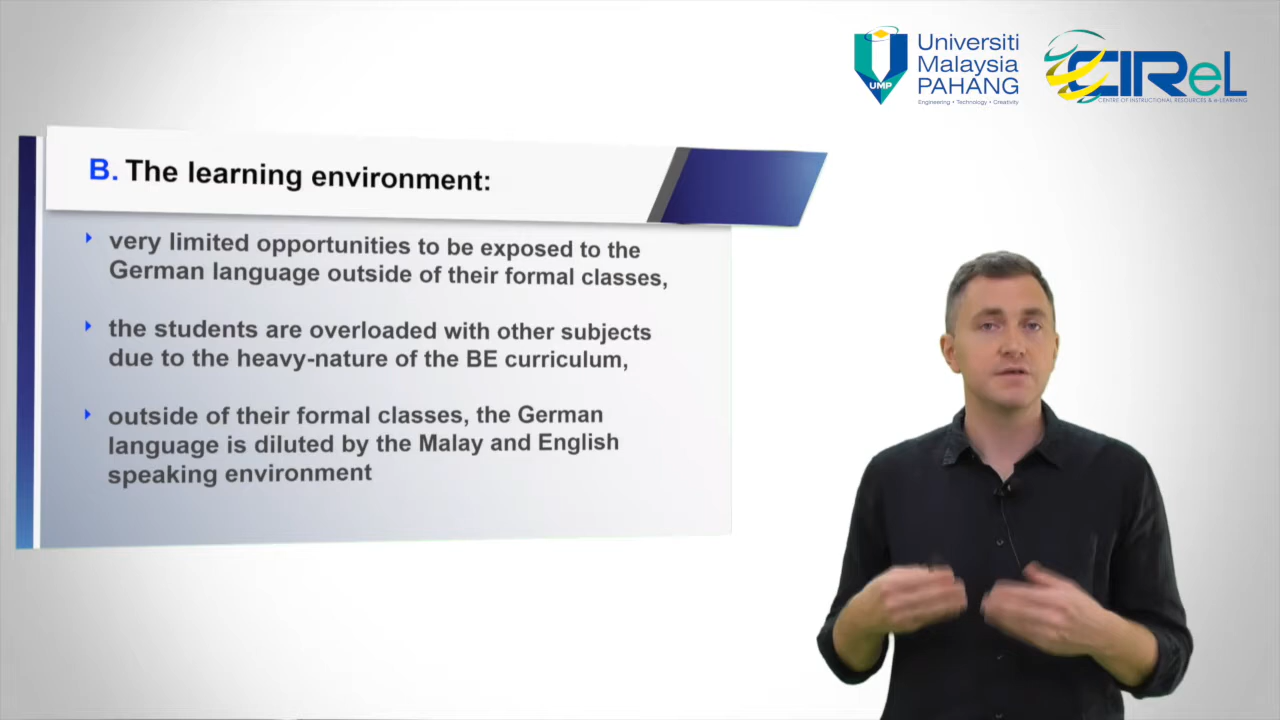 Universiti
Malaysia
PAHANG
Engineering • Technology • Creativity
UMP
CIReL
CENTRE OF INSTRUCTIONAL RESOURCES & e-LEARNING
B. The learning environment:
very limited opportunities to be exposed to the
German language outside of their formal classes,
the students are overloaded with other subjects
due to the heavy-nature of the BE curriculum,
outside of their formal classes, the German
language is diluted by the Malay and English
speaking environment